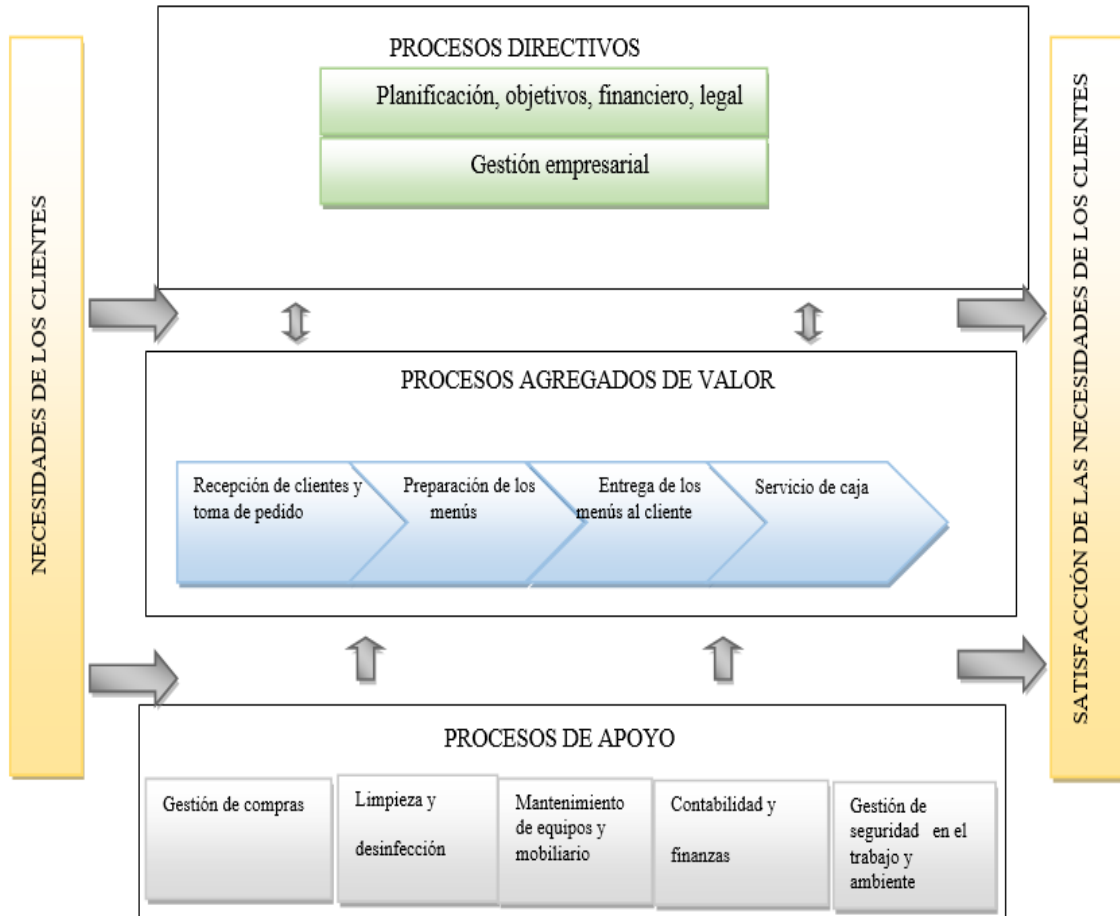 NECESIDADES DE LOS CLIENTES
PROCESOS DIRECTIVOS
Planificación, objetivos, financiero, legal
Gestión empresarial
PROCESOS AGREGADOS DE VALOR
Recepción de clientes y
toma de pedido
Preparación de los
menús
Entrega de los
menús al cliente
Servicio de caja
PROCESOS DE APOYO
Gestión de compras
Limpieza y
desinfección
Mantenimiento
de equipos y
mobiliario
Contabilidad y
finanzas
Gestión de
seguridad en el
trabajo y
ambiente
SATISFACCIÓN DE LAS NECESIDADES DE LOS CLIENTES